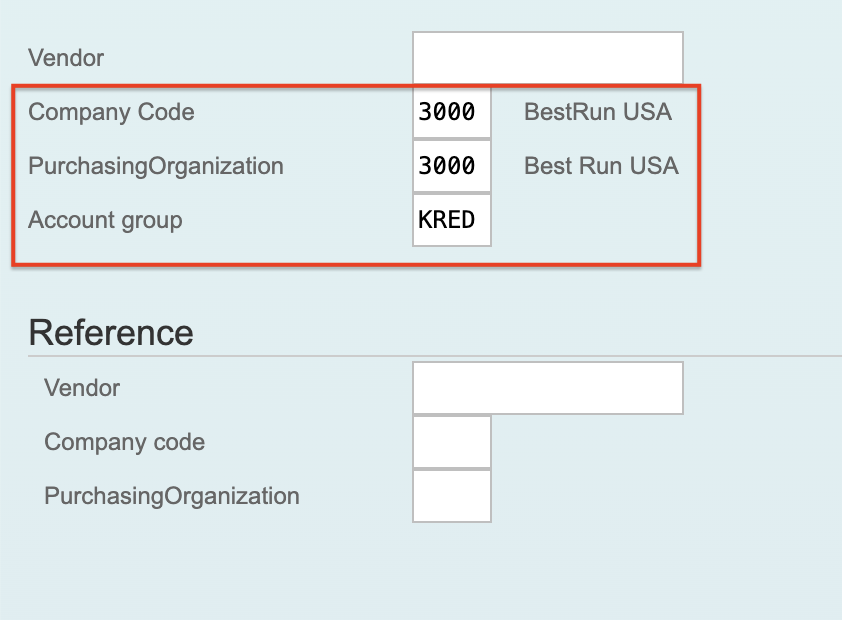 Vendor
Company Code 3000 BestRun USA
PurchasingOrganization 3000 Best Run USA
Account group KRED
Reference
Vendor
Company code
PurchasingOrganization